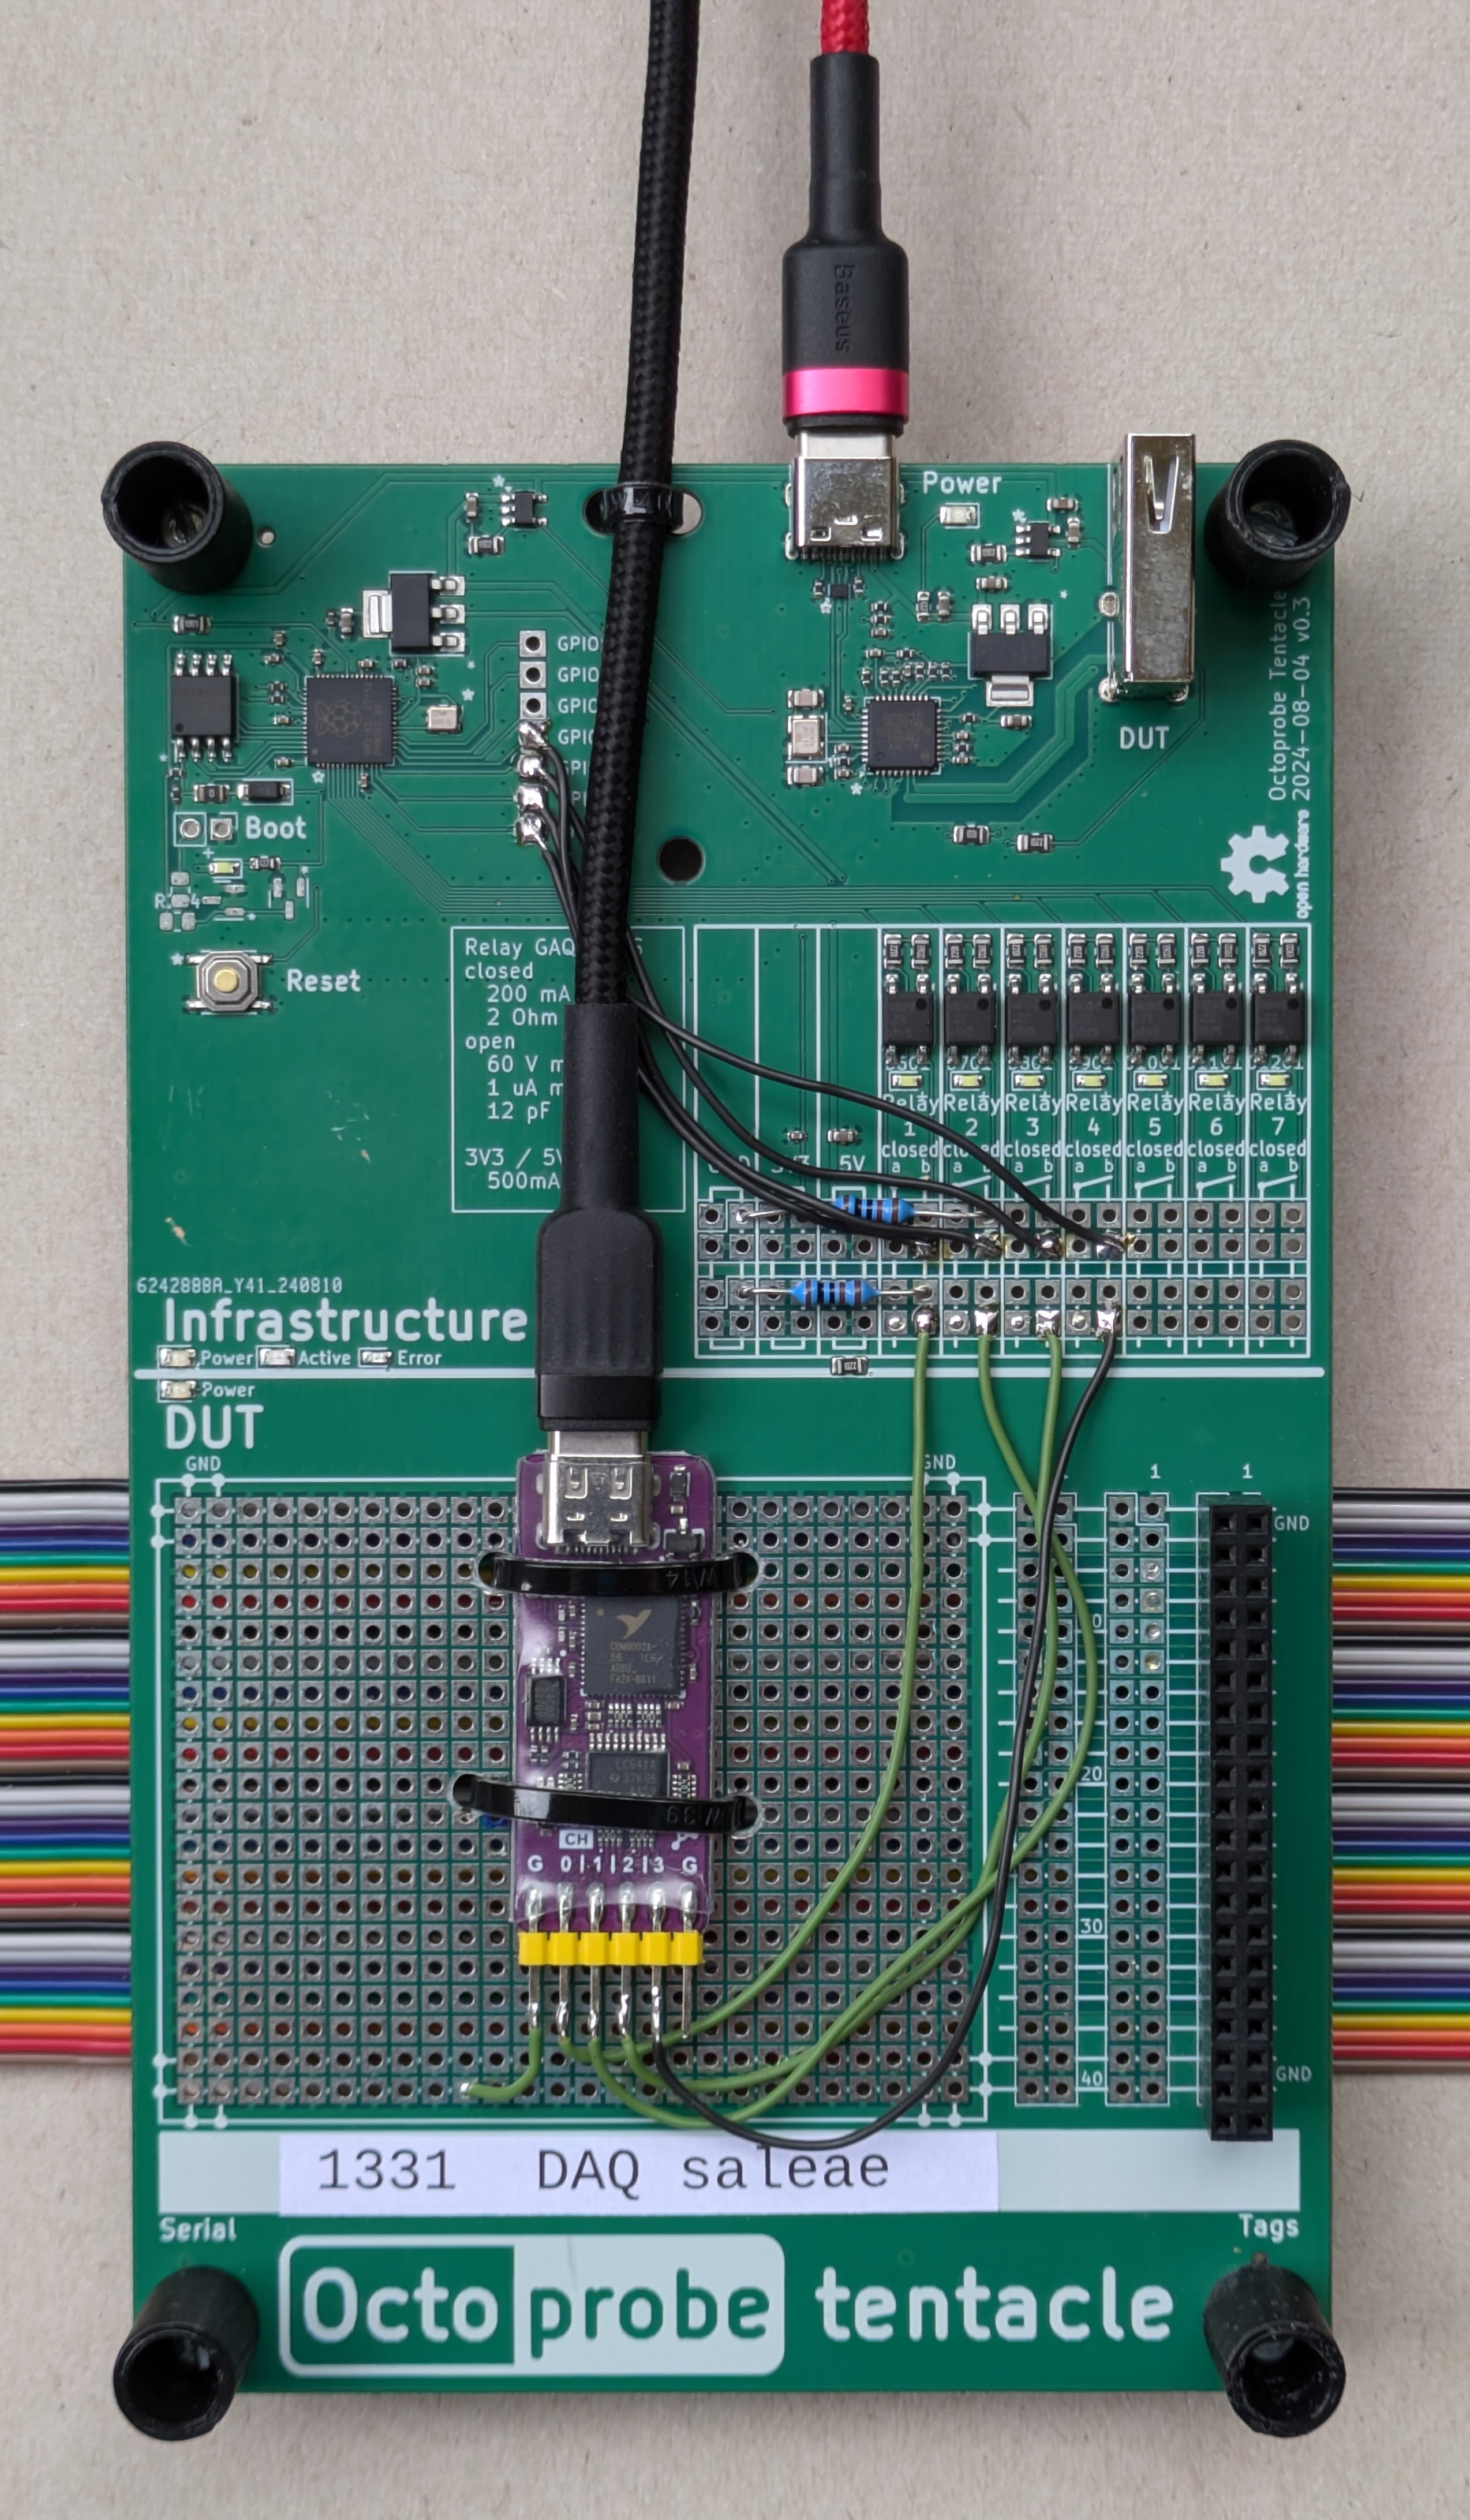 Baseus
Power
DUT
Octoprobe Tentacle
2024-08-04 v0.3
open hardware
GPIO
GPIO
GPIO
GPIO
Boot
Reset
Relay GAQ
closed
200 mA
2 Ohm
open
60 V
1 uA
12 pF
3V3 / 5V
500mA
5V
Relay Relay Relay Relay Relay Relay Relay
1 2 3 4 5 6 7
closed closed closed closed closed closed closed
a b a b a b a b a b a b a b
6242888A_Y41_240810
Infrastructure
Power Active Error
Power
DUT
GND
GND
1 1
GND
W14
20
CH
G 0 1 2 3 G
30
40
GND
1331 DAQ saleae
Serial
Tags
Octoprobe tentacle